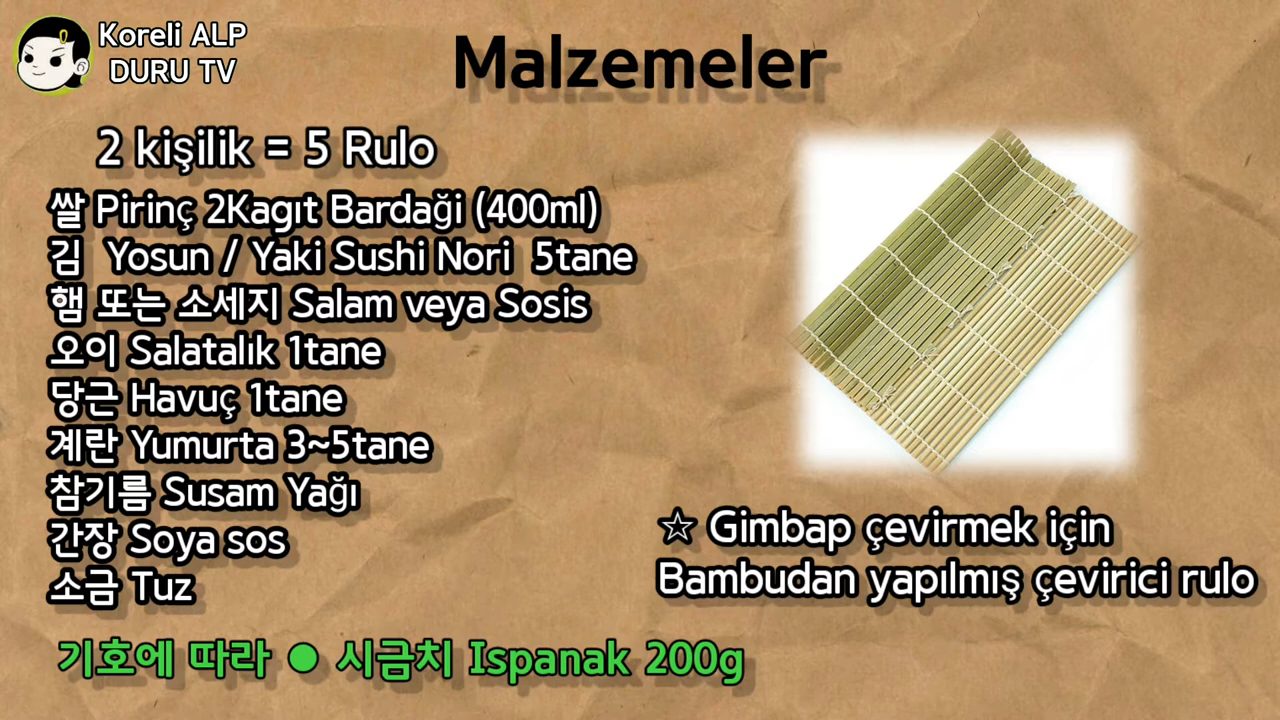 Koreli ALP
DURU TV
Malzemeler
2 kişilik = 5 Rulo
쌀 Pirinç 2Kagıt Bardaği (400ml)
김 Yosun / Yaki Sushi Nori 5tane
햄 또는 소세지 Salam veya Sosis
오이 Salatalık 1tane
당근 Havuç 1tane
계란 Yumurta 3~5tane
참기름 Susam Yağı
간장 Soya sos
소금 Tuz
☆ Gimbap çevirmek için
Bambudan yapılmış çevirici rulo
기호에 따라 ● 시금치 Ispanak 200g